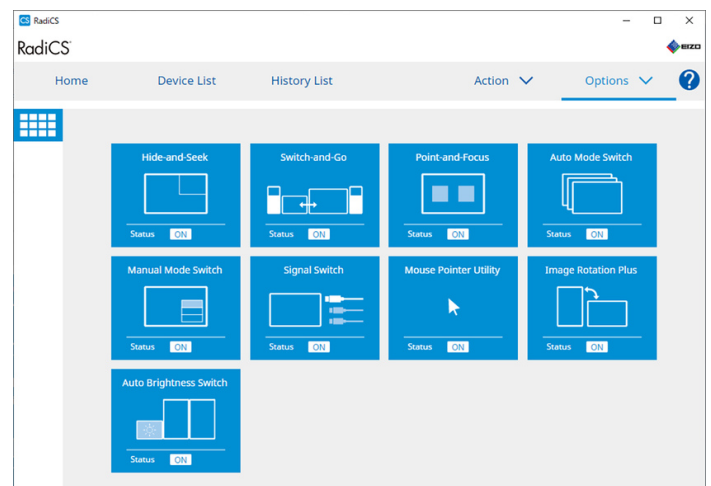 CS RadiCS
RadiCS
EIZO
Home Device List History List Action Options ?
Hide-and-Seek Switch-and-Go Point-and-Focus Auto Mode Switch
Status ON Status ON Status ON Status ON
Manual Mode Switch Signal Switch Mouse Pointer Utility Image Rotation Plus
Status ON Status ON Status ON Status ON
Auto Brightness Switch
Status ON